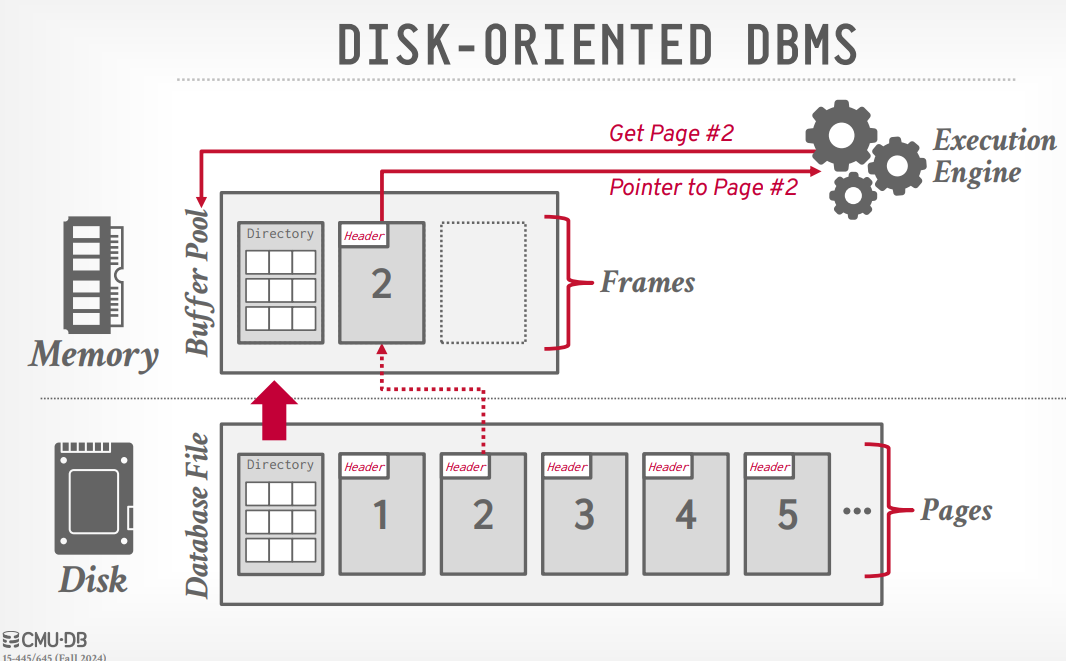 DISK-ORIENTED DBMS
Get Page #2
Pointer to Page #2
Execution
Engine
Buffer Pool
Directory
Header
2
Frames
Memory
Database File
Directory
Header
1
Header
2
Header
3
Header
4
Header
5
...
Pages
Disk
CMU·DB
15-445/645 (Fall 2024)